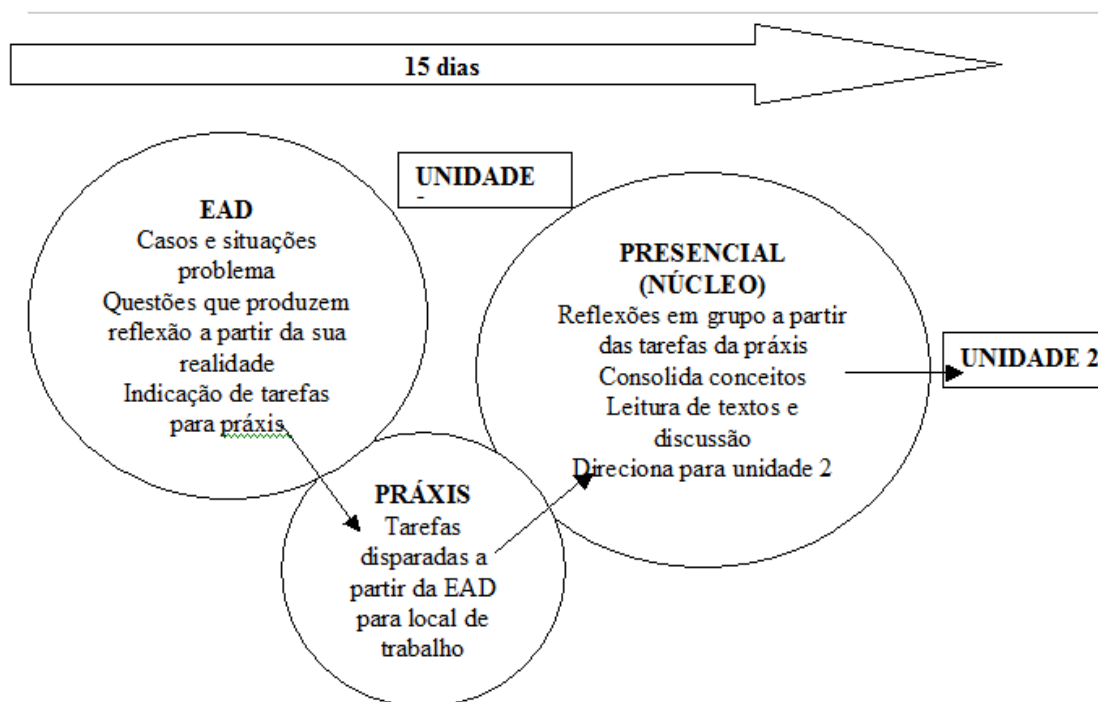 15 dias
UNIDADE
EAD
Casos e situações
problema
Questões que produzem
reflexão a partir da sua
realidade
Indicação de tarefas
para práxis.
PRÁXIS
Tarefas
disparadas a
partir da EAD
para local de
trabalho
PRESENCIAL
(NÚCLEO)
Reflexões em grupo a partir
das tarefas da práxis
Consolida conceitos
Leitura de textos e
discussão
Direciona para unidade 2
UNIDADE 2